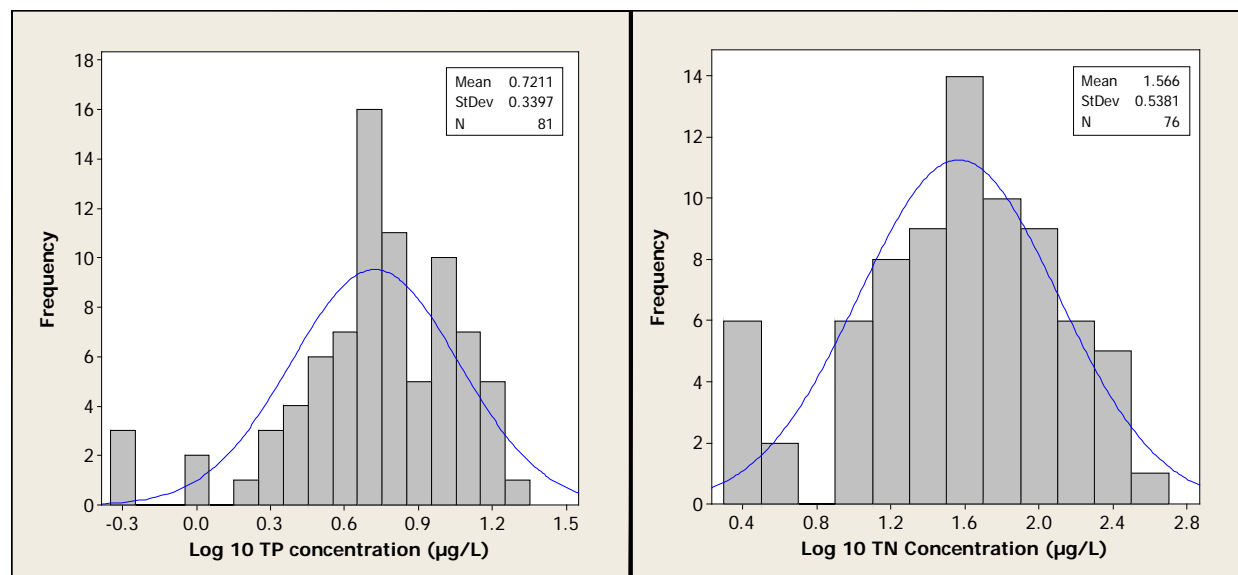 18
16
14
12
10
8
6
4
2
0
Frequency
Mean 0.7211
StDev 0.3397
N 81
-0.3 0.0 0.3 0.6 0.9 1.2 1.5
Log 10 TP concentration (µg/L)
14
12
10
8
6
4
2
0
Frequency
Mean 1.566
StDev 0.5381
N 76
0.4 0.8 1.2 1.6 2.0 2.4 2.8
Log 10 TN Concentration (µg/L)